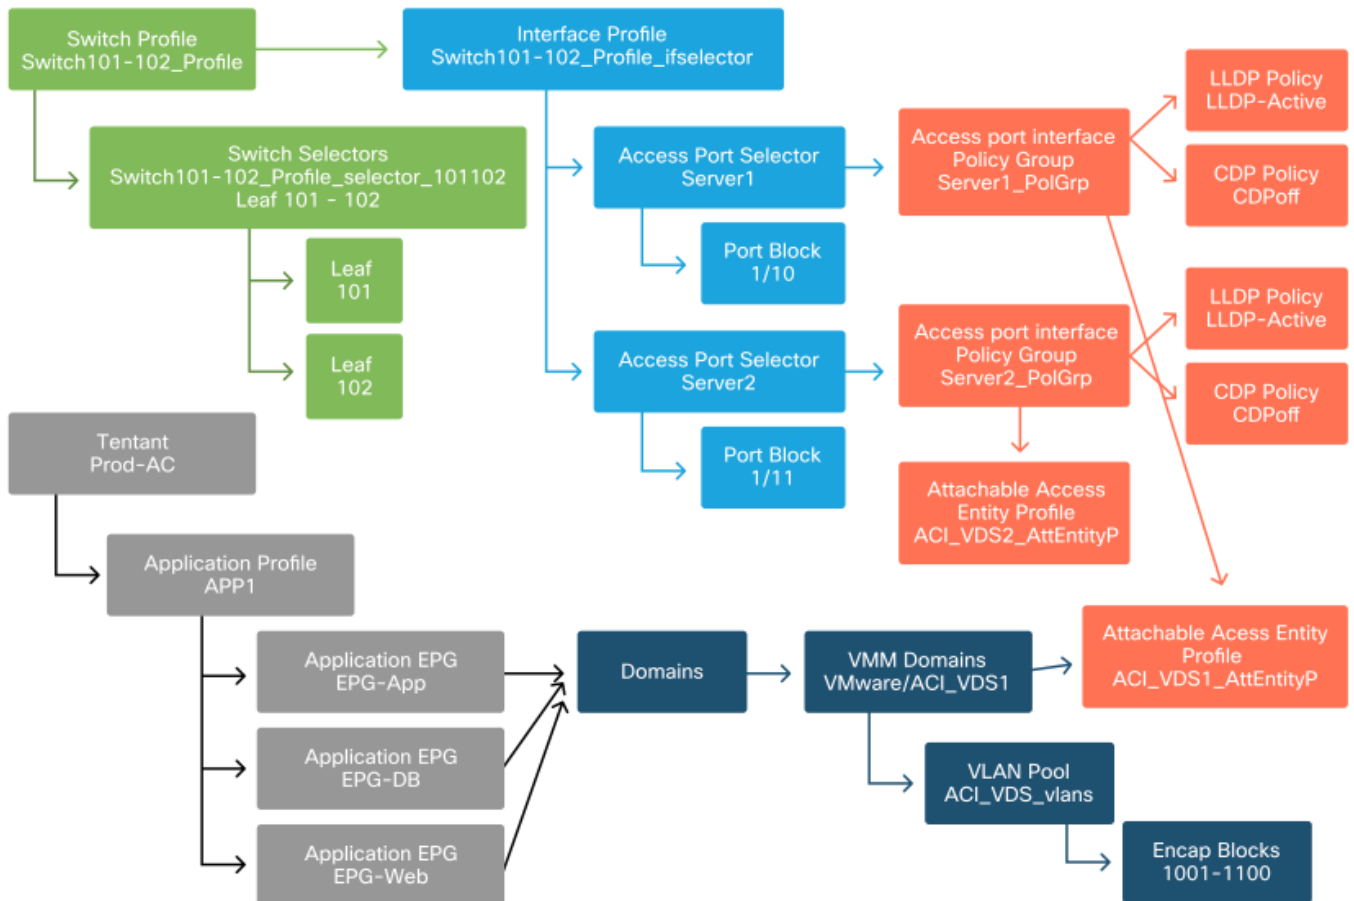 Switch Profile
Switch101-102_Profile
Interface Profile
Switch101-102_Profile_ifselector
LLDP Policy
LLDP-Active
Switch Selectors
Switch101-102_Profile_selector_101102
Leaf 101 - 102
Access Port Selector
Server1
Access port interface
Policy Group
Server1_PolGrp
CDP Policy
CDPoff
Leaf
101
Port Block
1/10
LLDP Policy
LLDP-Active
Leaf
102
Access Port Selector
Server2
Access port interface
Policy Group
Server2_PolGrp
CDP Policy
CDPoff
Tentant
Prod-AC
Port Block
1/11
Attachable Access
Entity Profile
ACI_VDS2_AttEntityP
Application Profile
APP1
Application EPG
EPG-App
Domains
VMM Domains
VMware/ACI_VDS1
Attachable Acess Entity
Profile
ACI_VDS1_AttEntityP
Application EPG
EPG-DB
VLAN Pool
ACI_VDS_vlans
Application EPG
EPG-Web
Encap Blocks
1001-1100